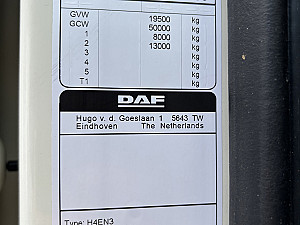 GVW 19500 kg
GCW 50000 kg
1 8000 kg
2 13000 kg
3 kg
4 kg
5 kg
T1 kg
DAF
Hugo v. d. Goeslaan 1 5643 TW
Eindhoven The Netherlands
Type: H4EN3